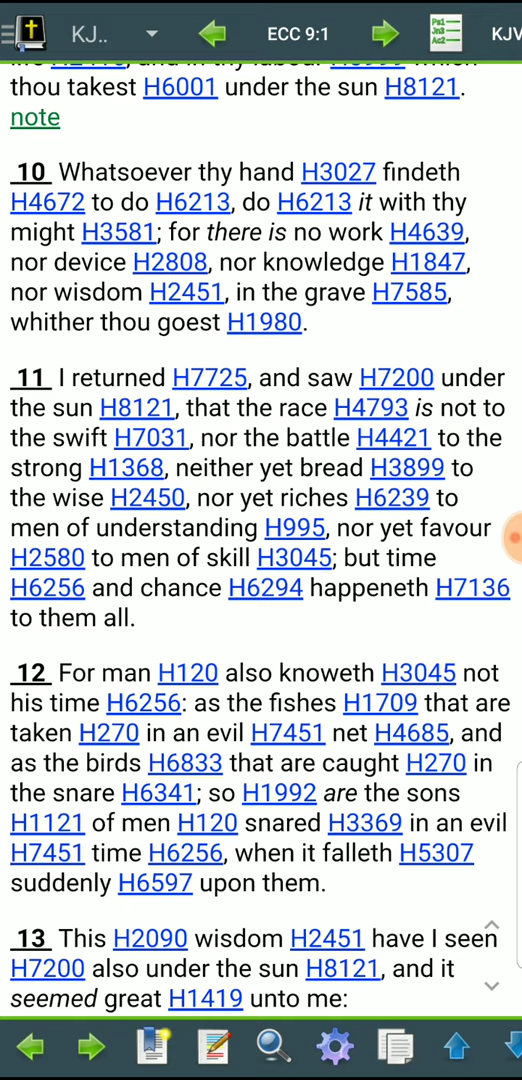 KJ.. ECC 9:1 Ps1 Jn3 Ac2 KJV
thou takest H6001 under the sun H8121.
note
10 Whatsoever thy hand H3027 findeth
H4672 to do H6213, do H6213 it with thy
might H3581; for there is no work H4639,
nor device H2808, nor knowledge H1847,
nor wisdom H2451, in the grave H7585,
whither thou goest H1980.
11 I returned H7725, and saw H7200 under
the sun H8121, that the race H4793 is not to
the swift H7031, nor the battle H4421 to the
strong H1368, neither yet bread H3899 to
the wise H2450, nor yet riches H6239 to
men of understanding H995, nor yet favour
H2580 to men of skill H3045; but time
H6256 and chance H6294 happeneth H7136
to them all.
12 For man H120 also knoweth H3045 not
his time H6256: as the fishes H1709 that are
taken H270 in an evil H7451 net H4685, and
as the birds H6833 that are caught H270 in
the snare H6341; so H1992 are the sons
H1121 of men H120 snared H3369 in an evil
H7451 time H6256, when it falleth H5307
suddenly H6597 upon them.
13 This H2090 wisdom H2451 have I seen
H7200 also under the sun H8121, and it
seemed great H1419 unto me: